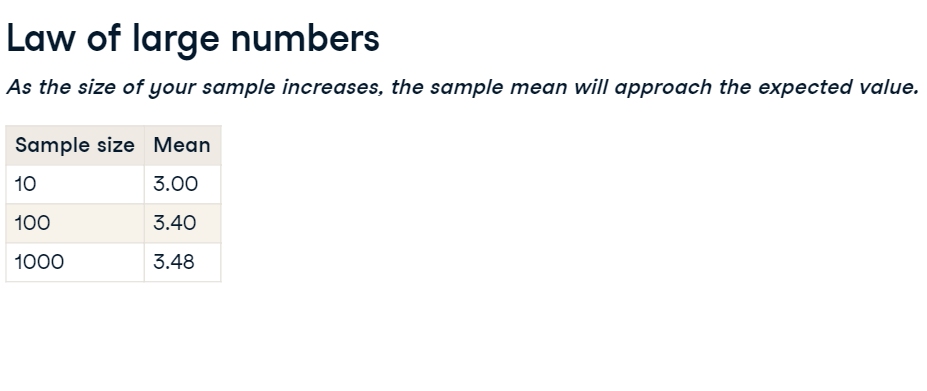 Law of large numbers
As the size of your sample increases, the sample mean will approach the expected value.
Sample size Mean
10 3.00
100 3.40
1000 3.48